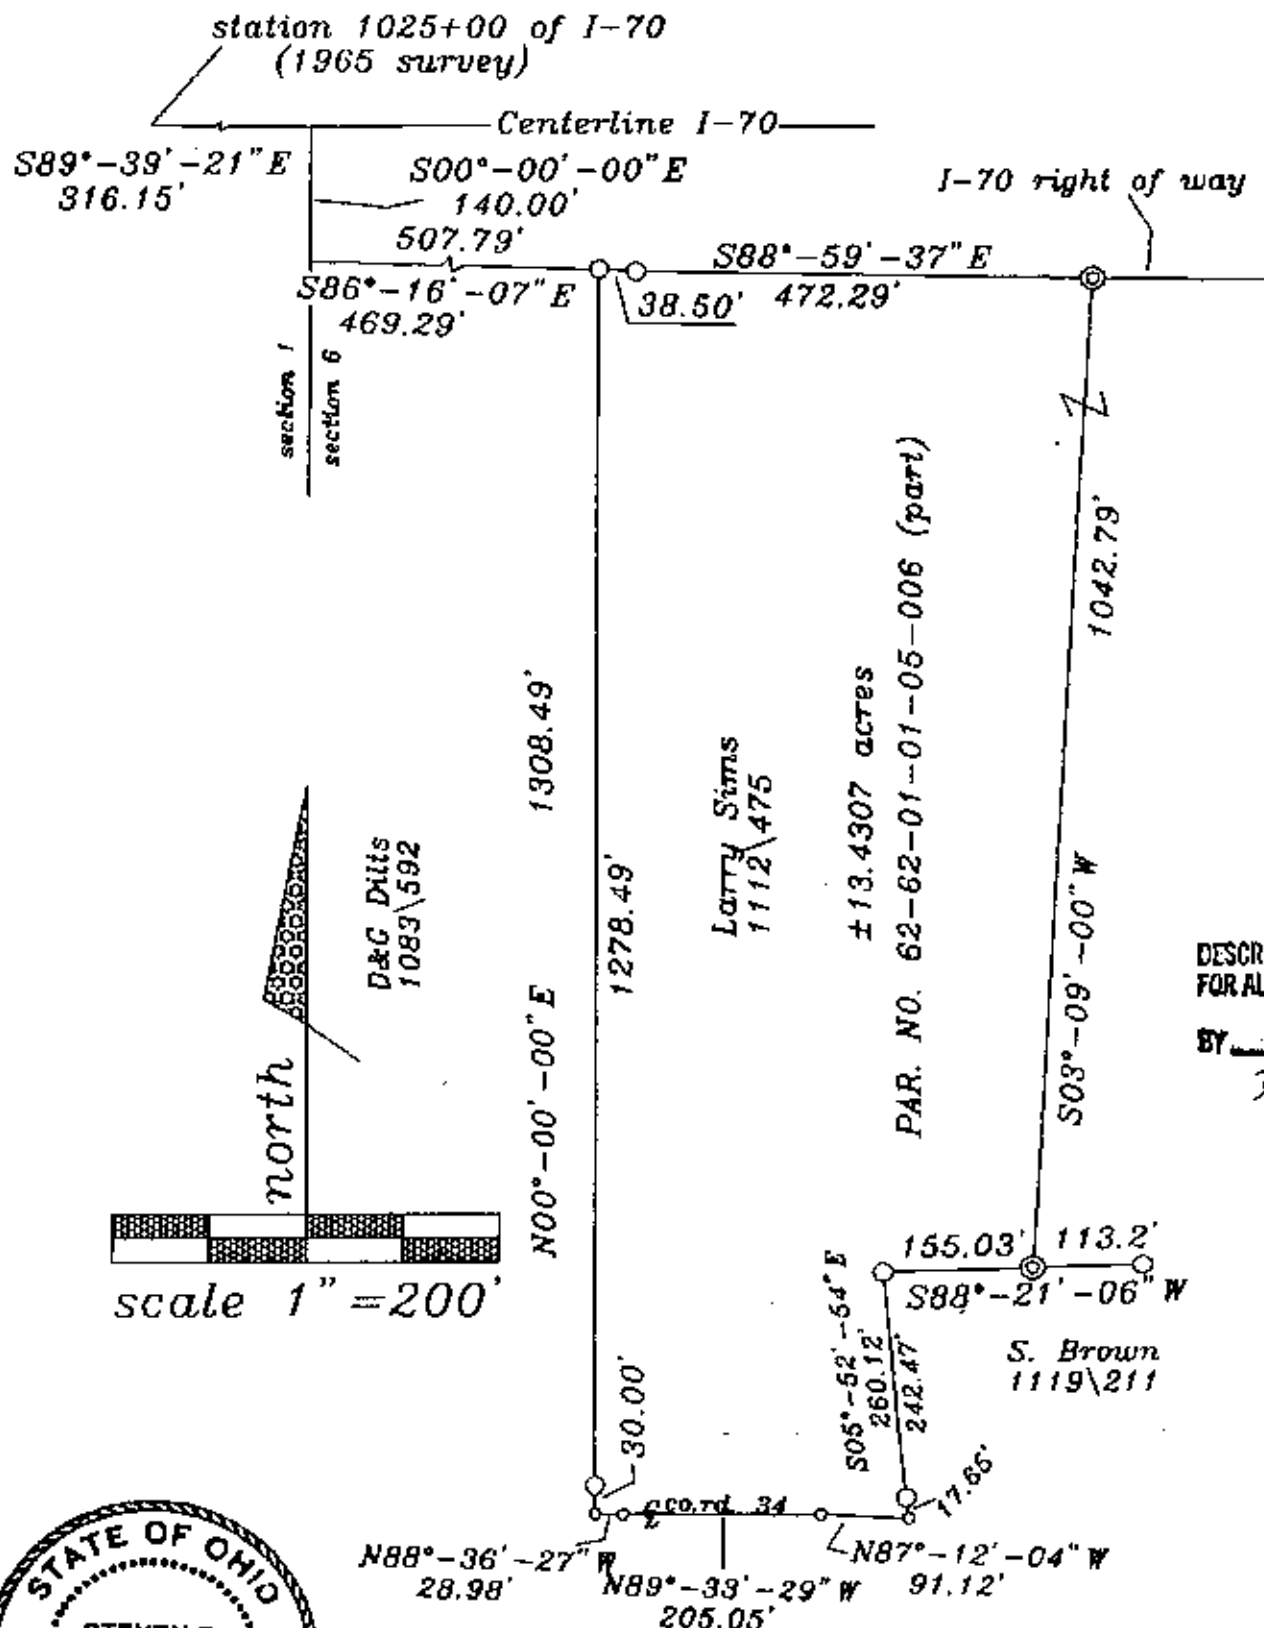 station 1025+00 of I-70
(1965 survey)
Centerline I-70
S89°-39'-21" E
316.15'
S00°-00'-00" E
140.00'
I-70 right of way
507.79'
S86°-16'-07" E
469.29'
38.50'
S88°-59'-37" E
472.29'
section 1
section 6
1042.79'
S03°-09'-00" W
PAR. NO. 62-62-01-01-05-006 (part)
±13.4307 acres
Larry Sims
1112\475
1308.49'
N00°-00'-00" E
1278.49'
D&G Dilts
1083\592
north
scale 1"=200'
DESCR
FOR AL
BY
155.03'
113.2'
S88°-21'-06" W
S. Brown
1119\211
S05°-52'-54" E
260.12'
242.47'
17.65'
30.00'
co.rd. 34
N88°-36'-27" W
28.98'
N89°-33'-29" W
205.05'
N87°-12'-04" W
91.12'
STATE OF OHIO